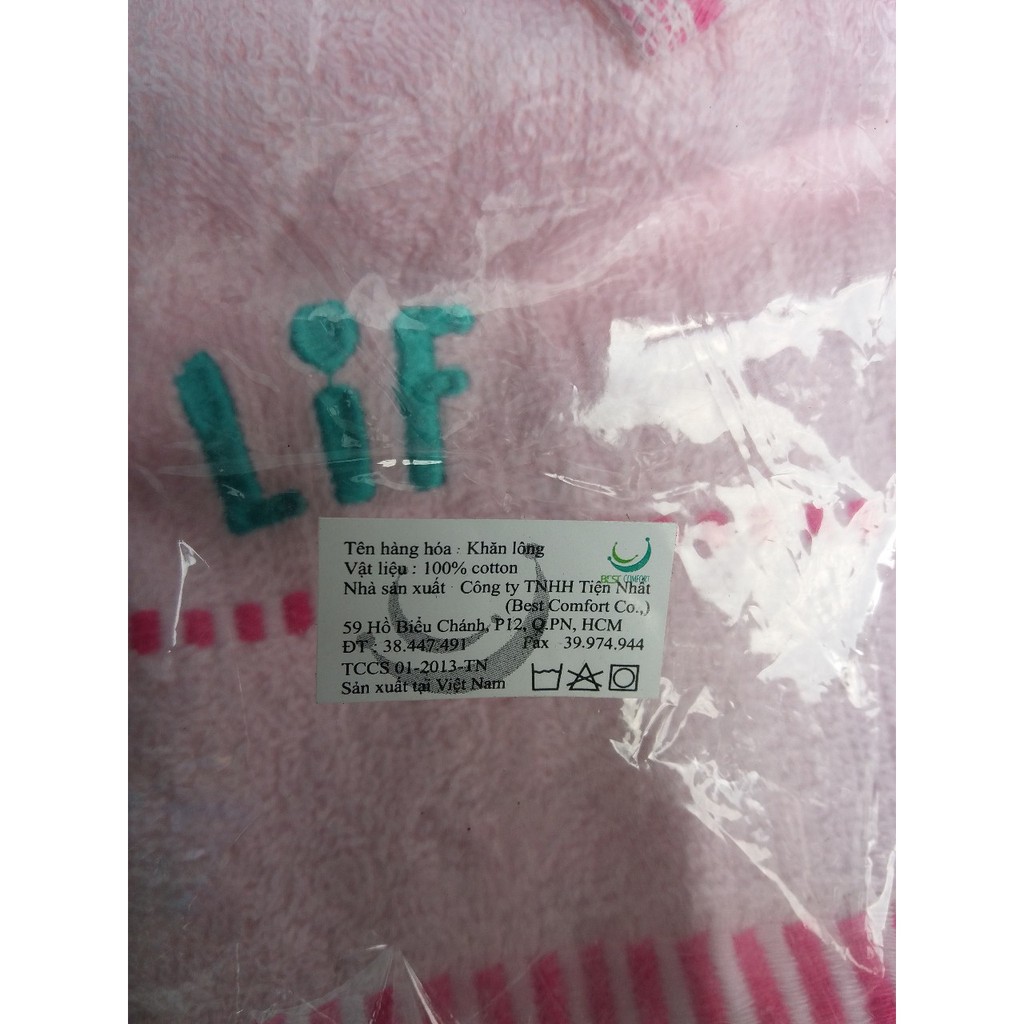 LiF
Tên hàng hóa : Khăn lông
Vật liệu : 100% cotton
BEST COMFORT
Nhà sản xuất : Công ty TNHH Tiện Nhất
(Best Comfort Co.,)
59 Hồ Biểu Chánh, P12, Q.PN, HCM
ĐT : 38.447.491 Fax 39.974.944
TCCS 01-2013-TN
Sản xuất tại Việt Nam